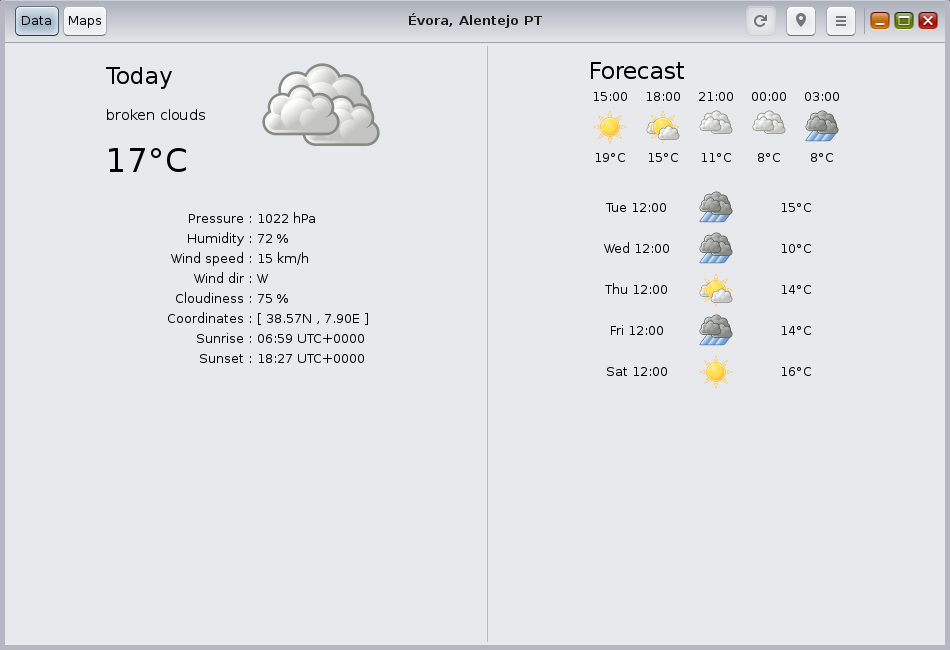 Data Maps Évora, Alentejo PT
Today
broken clouds
17°C
Pressure : 1022 hPa
Humidity : 72 %
Wind speed : 15 km/h
Wind dir : W
Cloudiness : 75 %
Coordinates : [ 38.57N , 7.90E ]
Sunrise : 06:59 UTC+0000
Sunset : 18:27 UTC+0000
Forecast
15:00 18:00 21:00 00:00 03:00
19°C 15°C 11°C 8°C 8°C
Tue 12:00 15°C
Wed 12:00 10°C
Thu 12:00 14°C
Fri 12:00 14°C
Sat 12:00 16°C